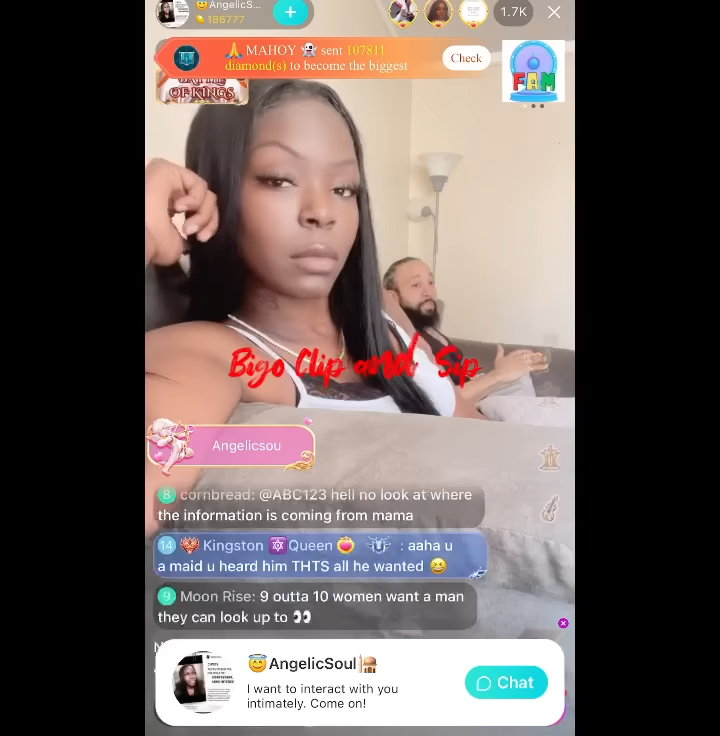 😇AngelicS...
186777
1.7K
🙏 MAHOY 👻 sent 107811
diamond(s) to become the biggest
Check
BATTLE
OF KINGS
FAM
Bigo Clip and Sip
Angelicsou
8 cornbread: @ABC123 hell no look at where
the information is coming from mama
14 Kingston Queen : aaha u
a maid u heard him THTS all he wanted 😆
9 Moon Rise: 9 outta 10 women want a man
they can look up to 👀
😇AngelicSoul🕌
I want to interact with you
intimately. Come on!
Chat